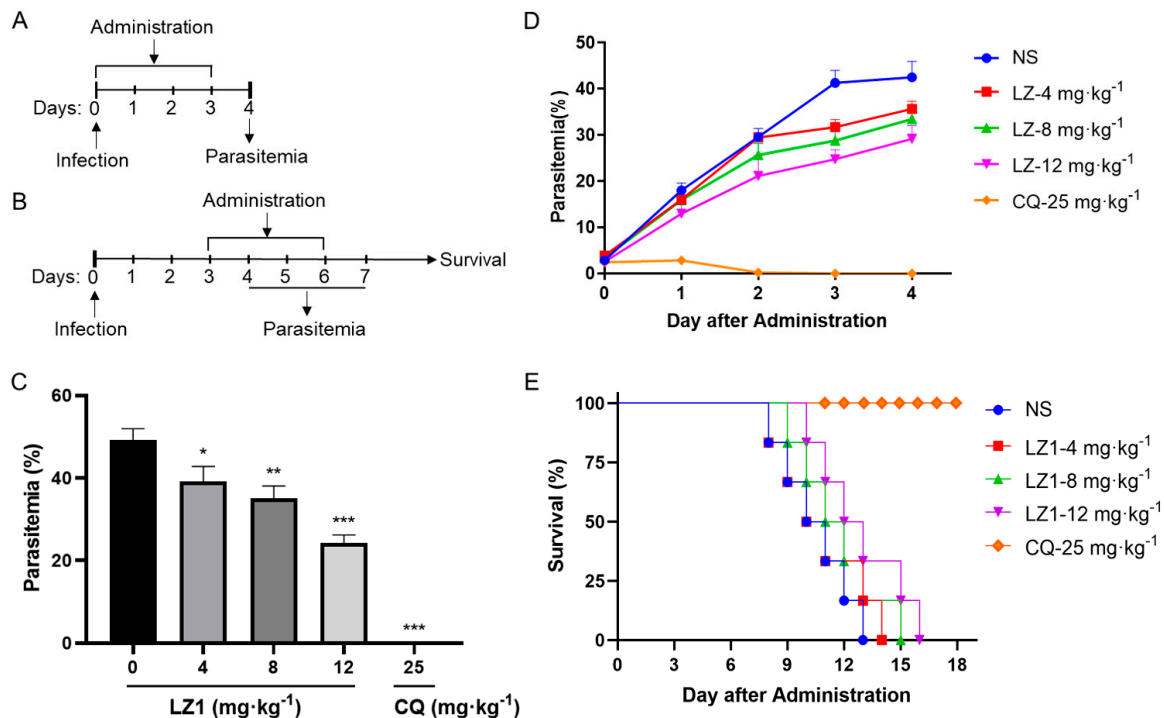 A
Administration
Days: 0 1 2 3 4
Infection
Parasitemia
B
Administration
Days: 0 1 2 3 4 5 6 7
Survival
Infection
Parasitemia
C
Parasitemia (%)
60
40
20
0
*
**
***
***
0 4 8 12 25
LZ1 (mg·kg⁻¹) CQ (mg·kg⁻¹)
D
Parasitemia(%)
50
40
30
20
10
0
0 1 2 3 4
Day after Administration
NS
LZ-4 mg·kg⁻¹
LZ-8 mg·kg⁻¹
LZ-12 mg·kg⁻¹
CQ-25 mg·kg⁻¹
E
Survival (%)
100
75
50
25
0
0 3 6 9 12 15 18
Day after Administration
NS
LZ1-4 mg·kg⁻¹
LZ1-8 mg·kg⁻¹
LZ1-12 mg·kg⁻¹
CQ-25 mg·kg⁻¹